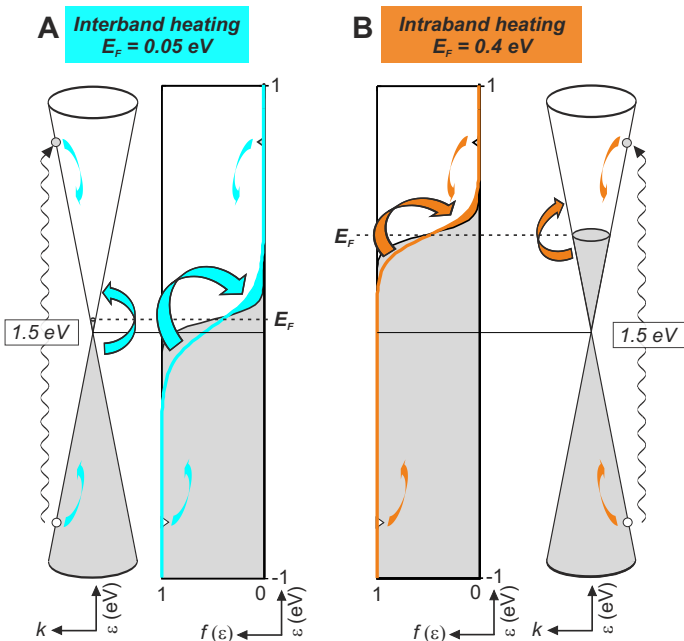 A
Interband heating
E_F = 0.05 eV
B
Intraband heating
E_F = 0.4 eV
1
1
E_F
1.5 eV
E_F
1.5 eV
-1
-1
1
0
1
0
k
ε (eV)
f (ε)
ε (eV)
f (ε)
ε (eV)
k
ε (eV)